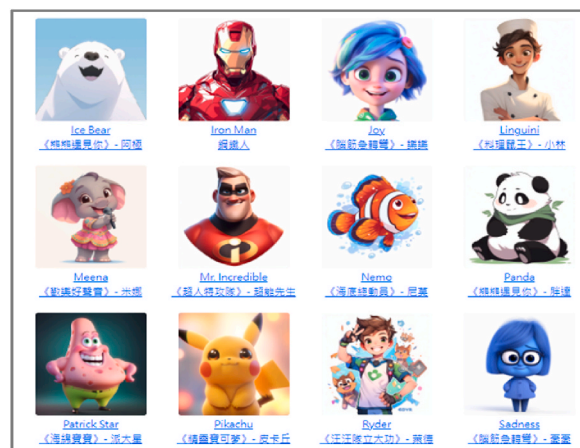 Ice Bear
《熊熊遇見你》- 阿極
Iron Man
鋼鐵人
Joy
《腦筋急轉彎》- 樂樂
Linguini
《料理鼠王》- 小林
Meena
《歡樂好聲音》- 米娜
Mr. Incredible
《超人特攻隊》- 超能先生
Nemo
《海底總動員》- 尼莫
Panda
《熊熊遇見你》- 胖達
Patrick Star
《海綿寶寶》- 派大星
Pikachu
《精靈寶可夢》- 皮卡丘
Ryder
《汪汪隊立大功》- 萊德
Sadness
《腦筋急轉彎》- 憂憂